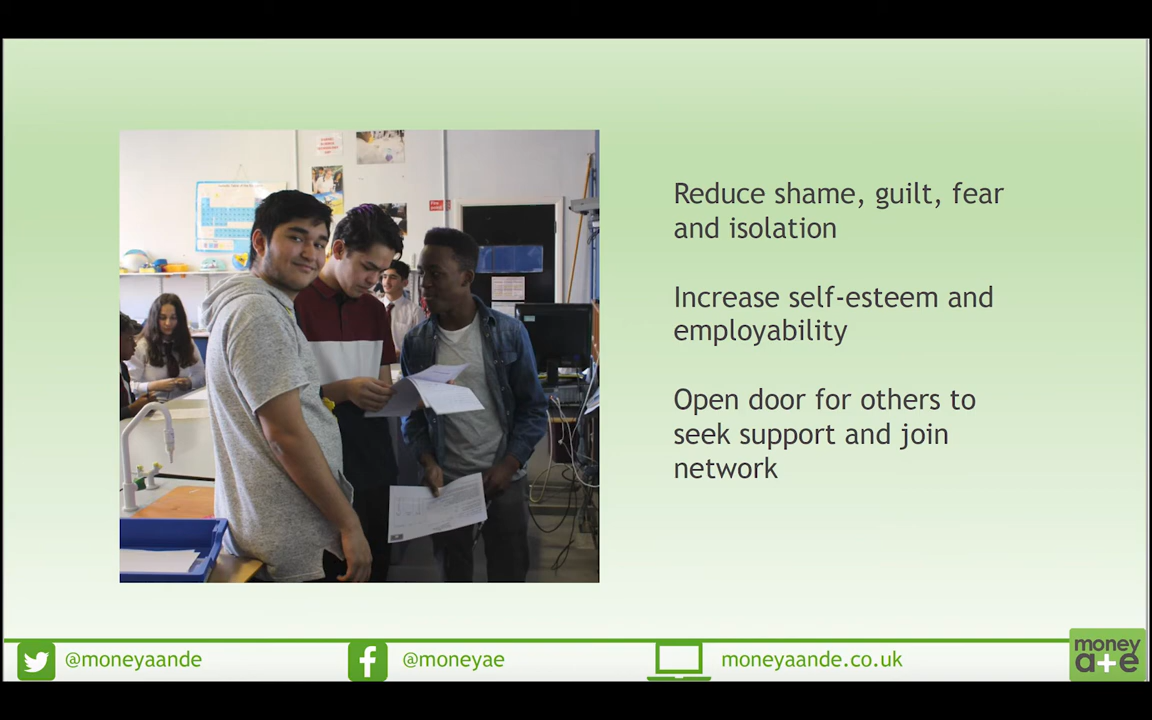 Reduce shame, guilt, fear
and isolation
Increase self-esteem and
employability
Open door for others to
seek support and join
network
@moneyaande
@moneyae
moneyaande.co.uk
money
a+e